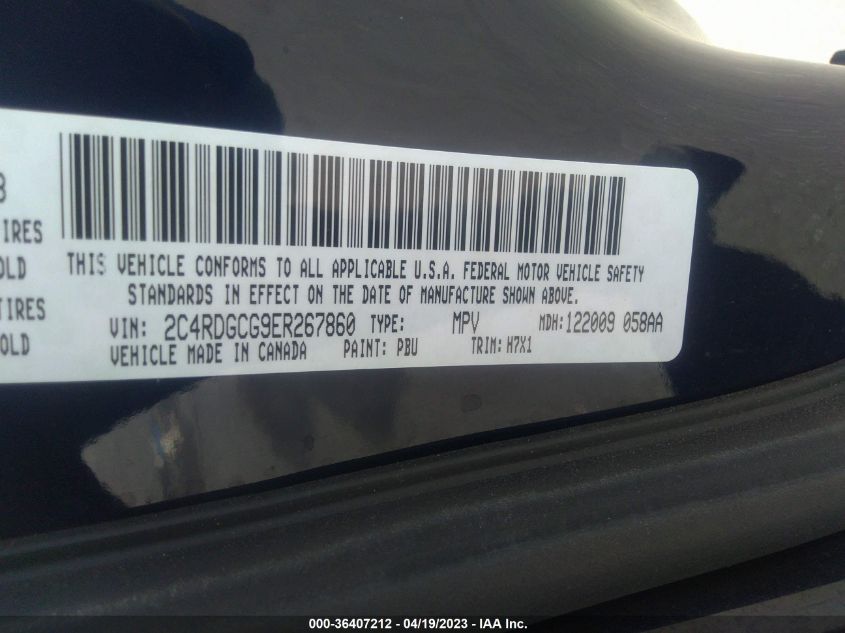 8
IRES
OLD
TIRES
OLD
THIS VEHICLE CONFORMS TO ALL APPLICABLE U.S.A. FEDERAL MOTOR VEHICLE SAFETY
STANDARDS IN EFFECT ON THE DATE OF MANUFACTURE SHOWN ABOVE.
VIN: 2C4RDGCG9ER267860 TYPE: MPV MDH:122009 058AA
VEHICLE MADE IN CANADA PAINT: PBU TRIM: H7X1
000-36407212 - 04/19/2023 - IAA Inc.